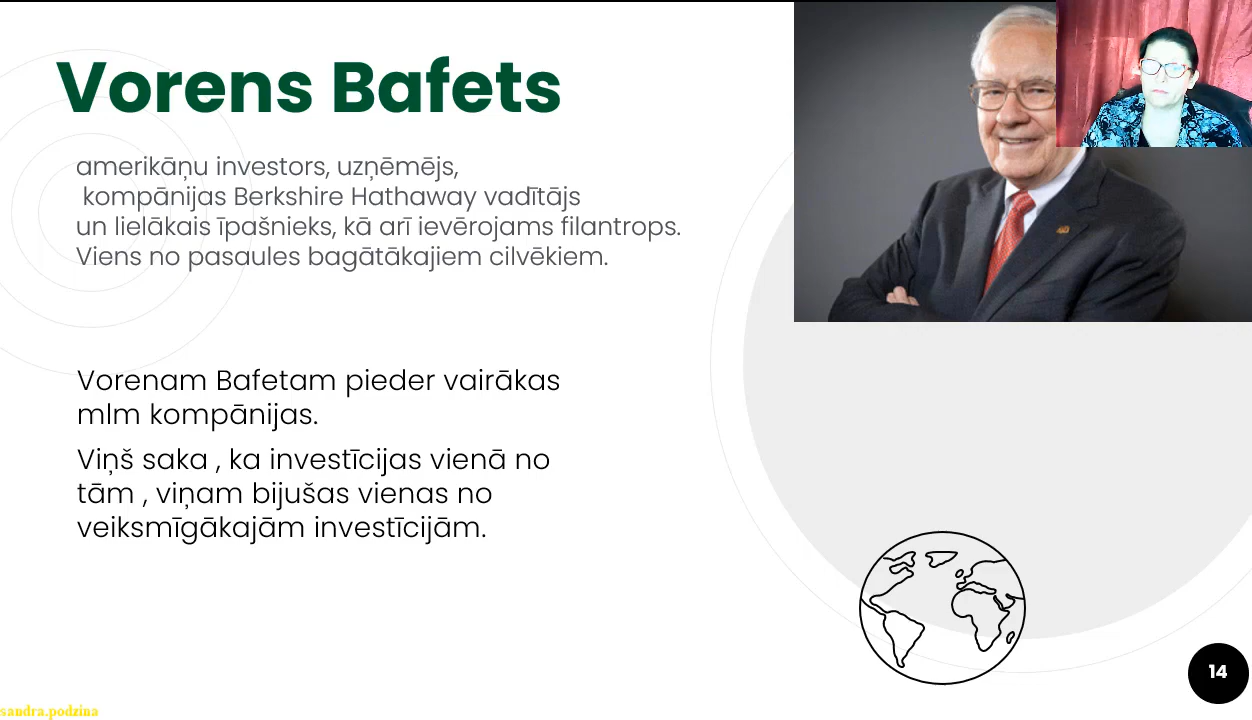 Vorens Bafets
amerikāņu investors, uzņēmējs,
kompānijas Berkshire Hathaway vadītājs
un lielākais īpašnieks, kā arī ievērojams filantrops.
Viens no pasaules bagātākajiem cilvēkiem.
Vorenam Bafetam pieder vairākas
mlm kompānijas.
Viņš saka , ka investīcijas vienā no
tām , viņam bijušas vienas no
veiksmīgākajām investīcijām.
14
sandra.podzina